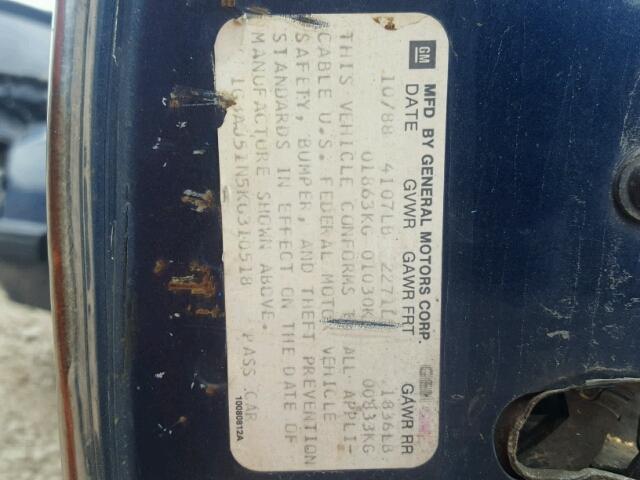 GM MFD BY GENERAL MOTORS CORP.
DATE GVWR GAWR FRT GAWR RR
10/88 4107LB 2271LB 1836LB
01863KG 01030KG 00833KG
THIS VEHICLE CONFORMS TO ALL APPLI-
CABLE U.S. FEDERAL MOTOR VEHICLE
SAFETY, BUMPER, AND THEFT PREVENTION
STANDARDS IN EFFECT ON THE DATE OF
MANUFACTURE SHOWN ABOVE.
PASS CAR
10080812A